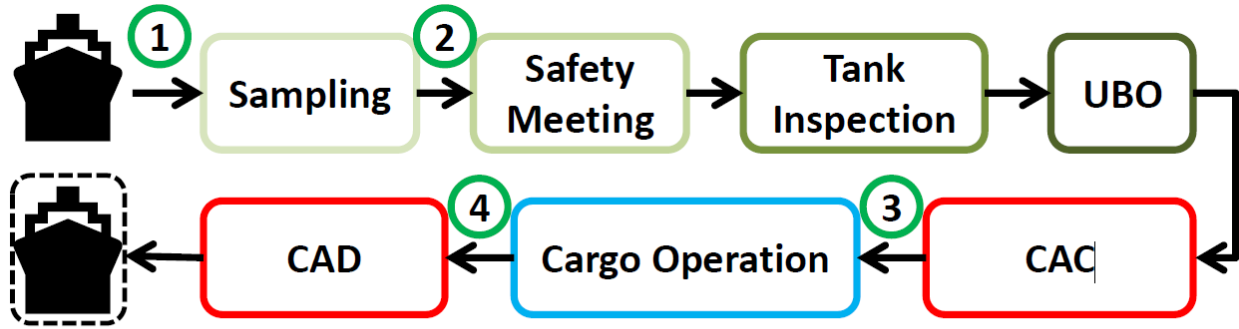 1
2
Sampling
Safety
Meeting
Tank
Inspection
UBO
4
3
CAD
Cargo Operation
CAC